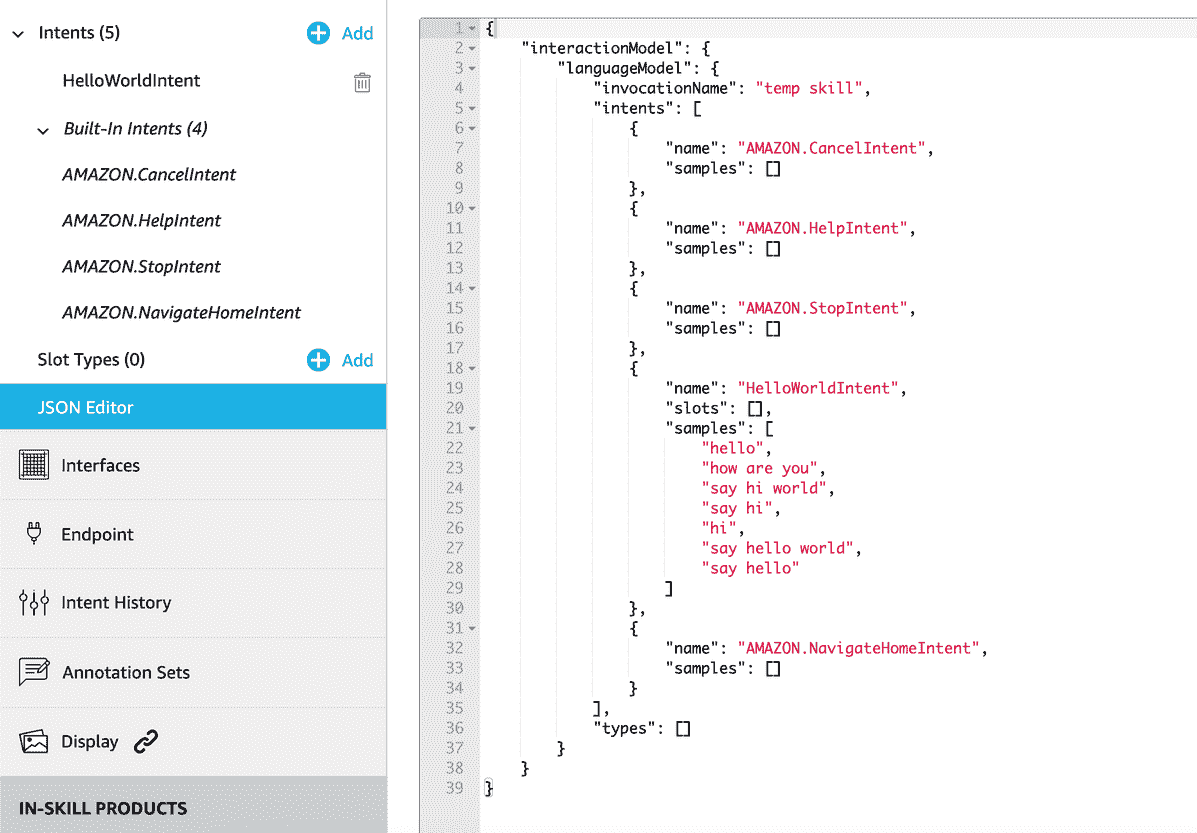 Intents (5)
Add
HelloWorldIntent
Built-In Intents (4)
AMAZON.CancelIntent
AMAZON.HelpIntent
AMAZON.StopIntent
AMAZON.NavigateHomeIntent
Slot Types (0)
Add
JSON Editor
Interfaces
Endpoint
Intent History
Annotation Sets
Display
IN-SKILL PRODUCTS
1 {
2     "interactionModel": {
3         "languageModel": {
4             "invocationName": "temp skill",
5             "intents": [
6                 {
7                     "name": "AMAZON.CancelIntent",
8                     "samples": []
9                 },
10                 {
11                     "name": "AMAZON.HelpIntent",
12                     "samples": []
13                 },
14                 {
15                     "name": "AMAZON.StopIntent",
16                     "samples": []
17                 },
18                 {
19                     "name": "HelloWorldIntent",
20                     "slots": [],
21                     "samples": [
22                         "hello",
23                         "how are you",
24                         "say hi world",
25                         "say hi",
26                         "hi",
27                         "say hello world",
28                         "say hello"
29                     ]
30                 },
31                 {
32                     "name": "AMAZON.NavigateHomeIntent",
33                     "samples": []
34                 }
35             ],
36             "types": []
37         }
38     }
39 }